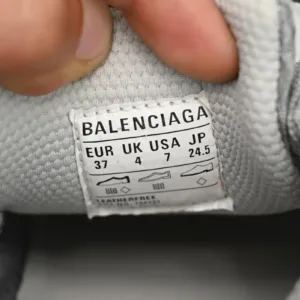 BALENCIAGA
EUR UK USA JP
37 4 7 24.5
LEATHERFREE